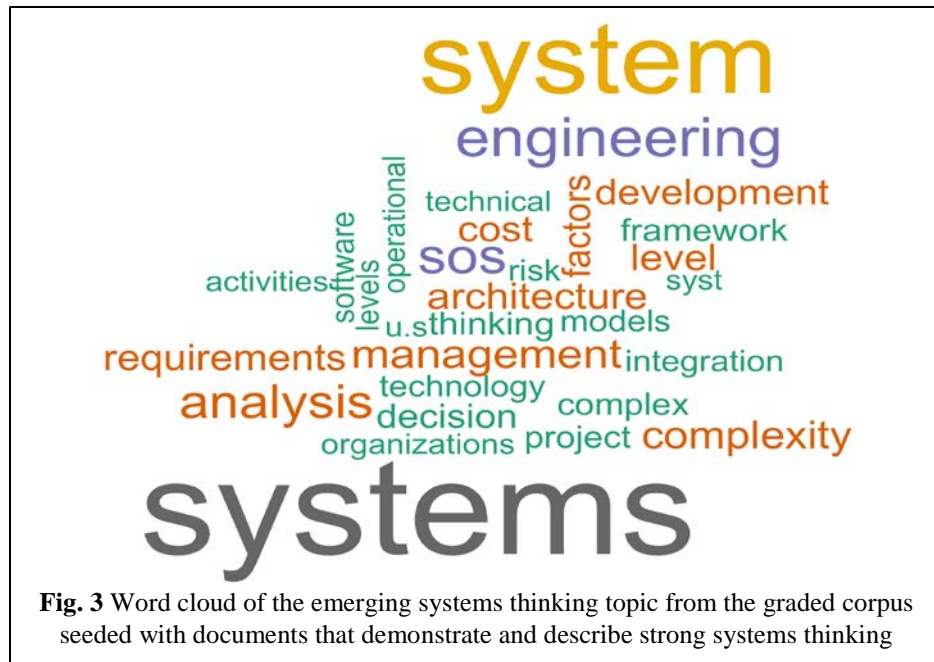 system
engineering
operational
technical
factors
development
cost
framework
software
levels
sos
risk
level
activities
syst
architecture
u.s
thinking
models
requirements
management
integration
technology
analysis
decision
complex
organizations
project
complexity
systems
Fig. 3 Word cloud of the emerging systems thinking topic from the graded corpus
seeded with documents that demonstrate and describe strong systems thinking